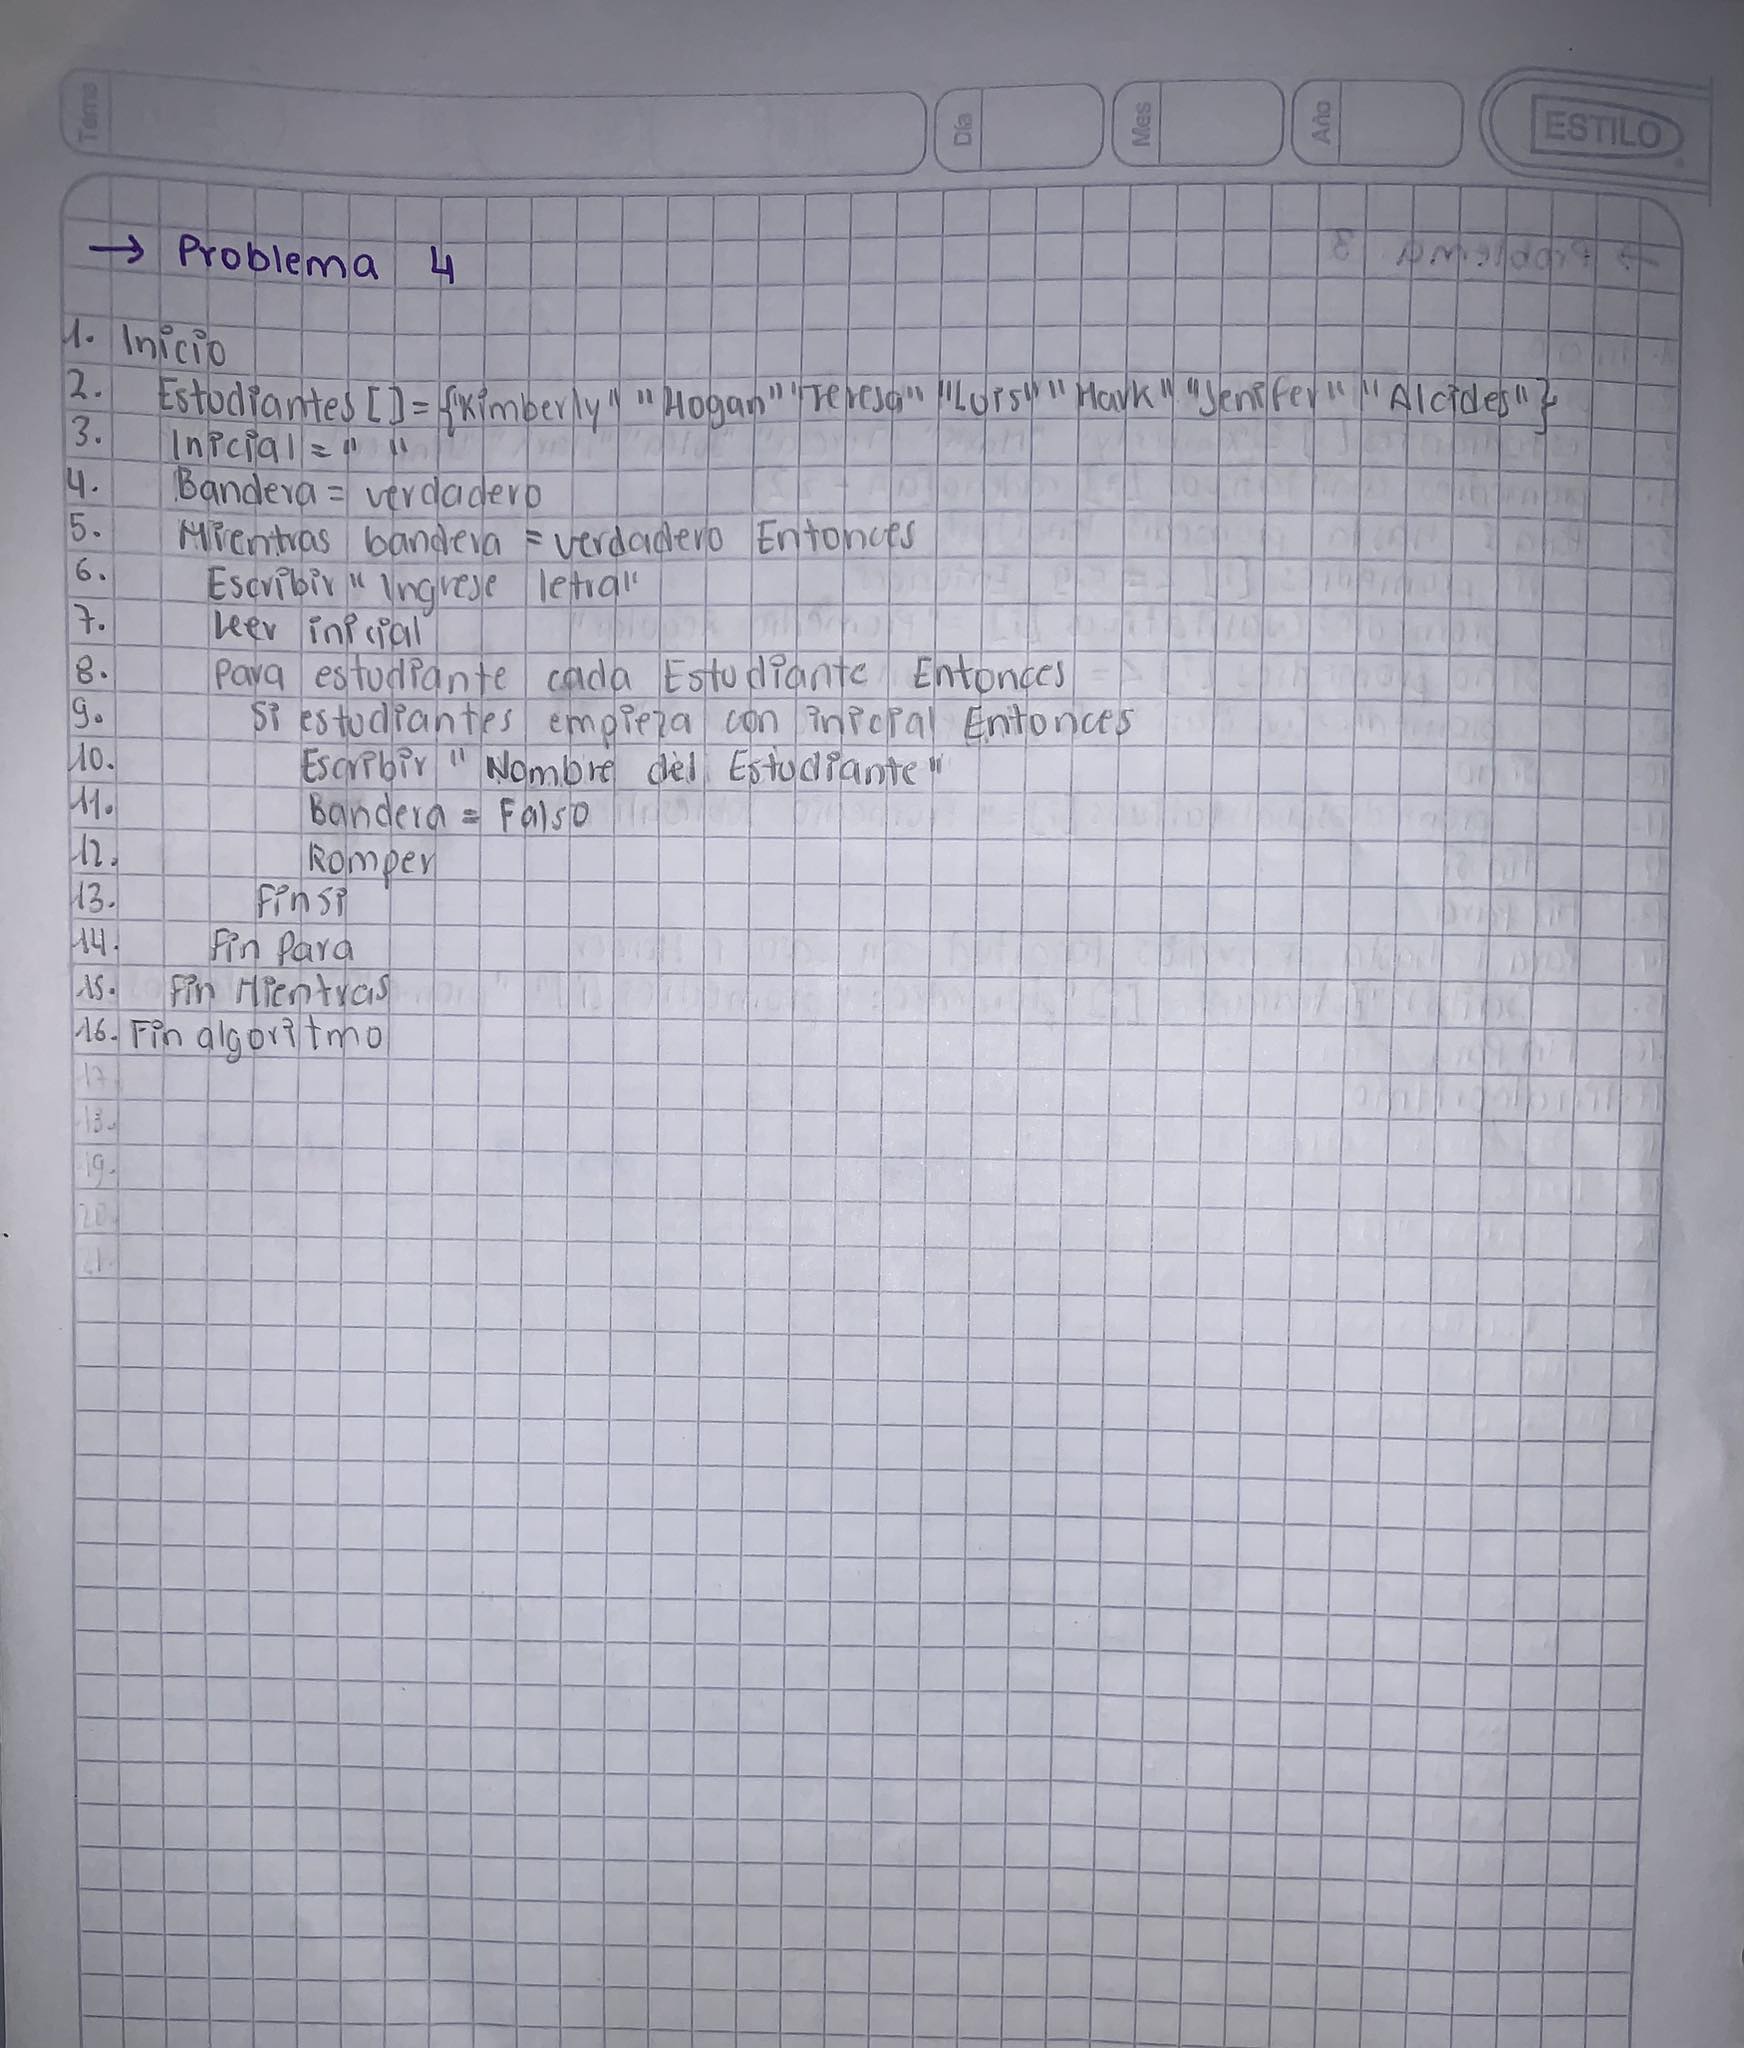 Tema Día Mes Año ESTILO
→ Problema 4
1. Inicio
2. Estudiantes [] = {"Kimberly" "Hogan" "Teresa" "Luis" "Mark" "Jenifer" "Alcides"}
3. Inicial = " "
4. Bandera = verdadero
5. Mientras bandera = verdadero Entonces
6. Escribir "Ingrese letra"
7. Leer inicial
8. Para estudiante cada Estudiante Entonces
9. Si estudiantes empieza con inicial Entonces
10. Escribir "Nombre del Estudiante"
11. Bandera = Falso
12. Romper
13. Fin si
14. Fin Para
15. Fin Mientras
16. Fin algoritmo
17.
18.
19.
20.